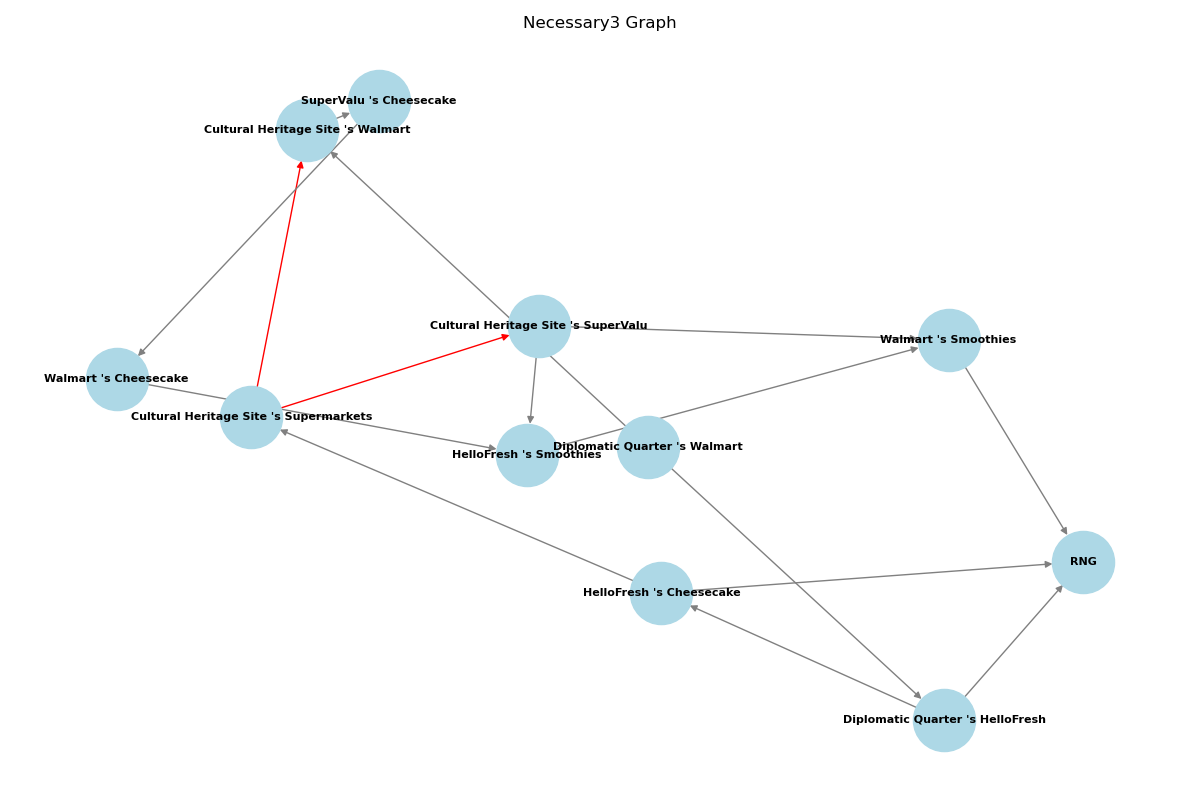 Necessary3 Graph
SuperValu 's Cheesecake
Cultural Heritage Site 's Walmart
Cultural Heritage Site 's SuperValu
Walmart 's Smoothies
Walmart 's Cheesecake
Cultural Heritage Site 's Supermarkets
Diplomatic Quarter 's Walmart
HelloFresh 's Smoothies
RNG
HelloFresh 's Cheesecake
Diplomatic Quarter 's HelloFresh